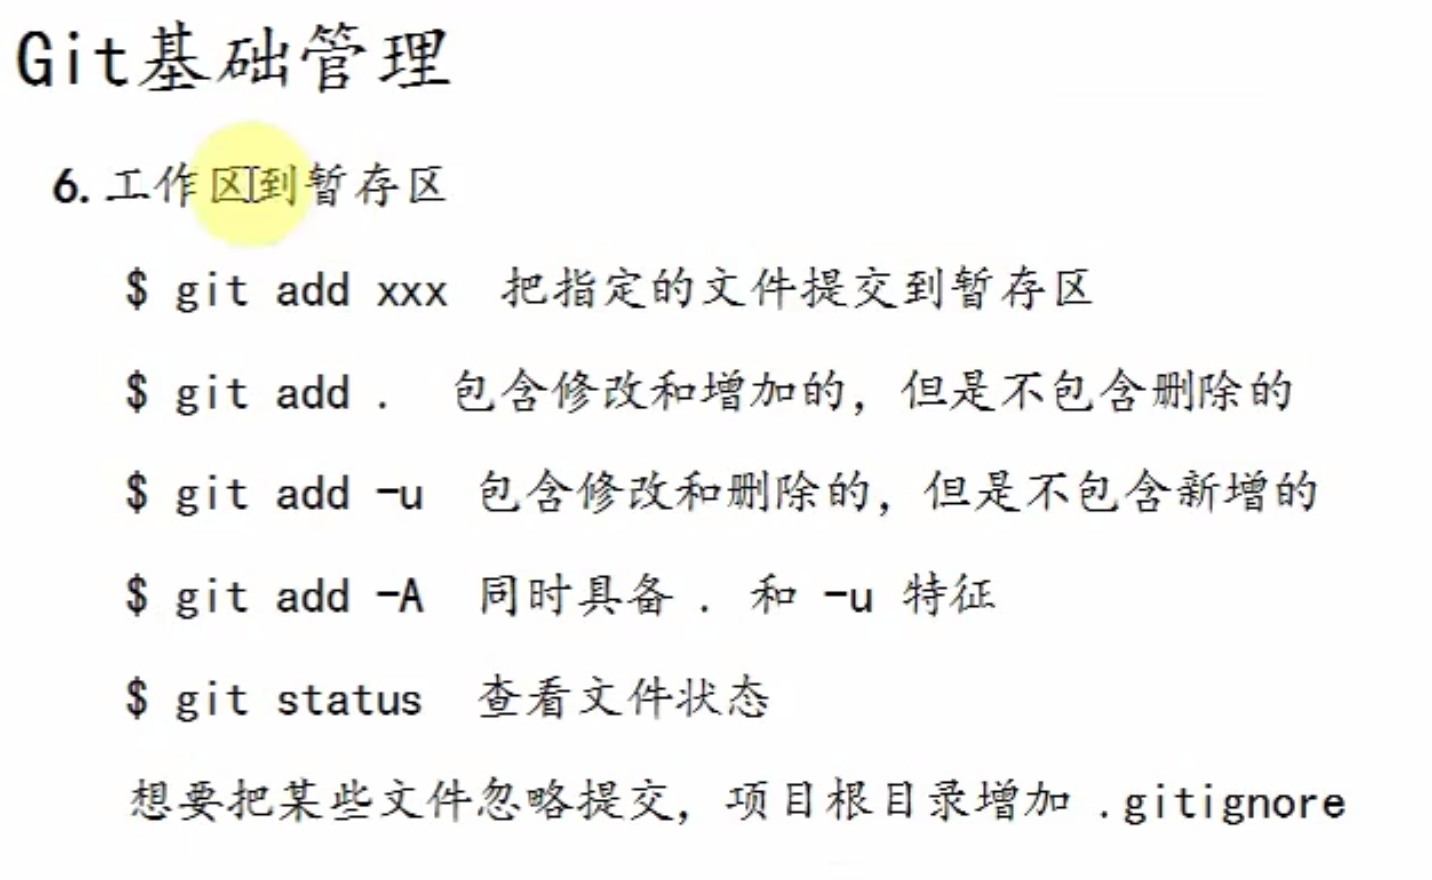 Git基础管理
6.工作区到暂存区
$ git add xxx 把指定的文件提交到暂存区
$ git add . 包含修改和增加的，但是不包含删除的
$ git add -u 包含修改和删除的，但是不包含新增的
$ git add -A 同时具备 . 和 -u 特征
$ git status 查看文件状态
想要把某些文件忽略提交，项目根目录增加 .gitignore